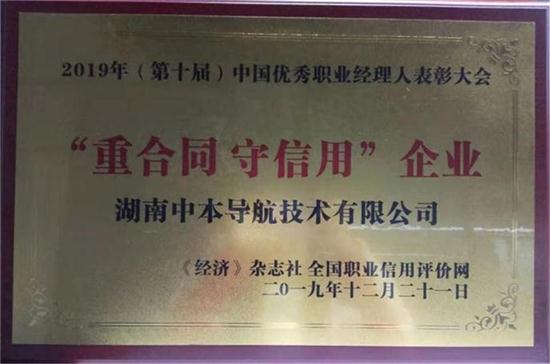 2019年（第十届）中国优秀职业经理人表彰大会
“重合同 守信用”企业
湖南中本导航技术有限公司
《经济》杂志社 全国职业信用评价网
二〇一九年十二月二十一日